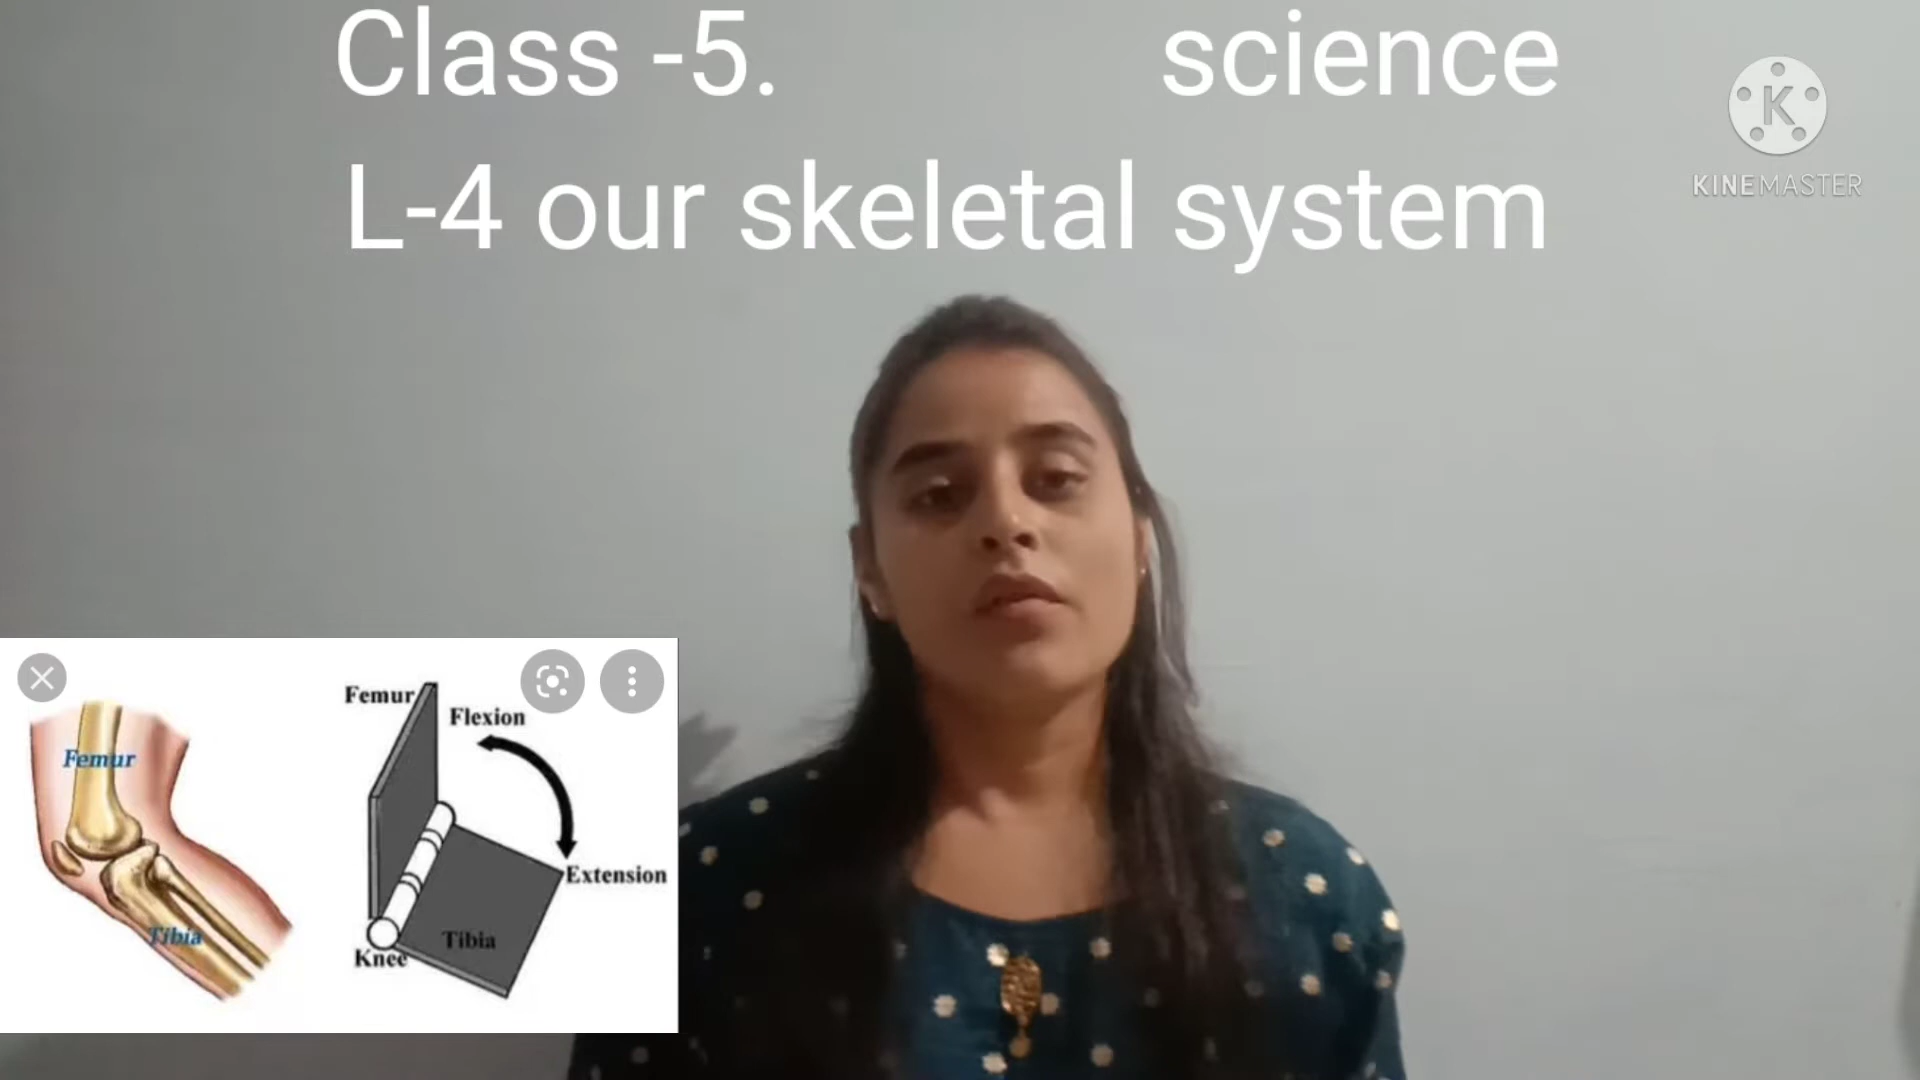 Class -5. science
L-4 our skeletal system
K
KINEMASTER
Femur
Flexion
Femur
Extension
Tibia
Tibia
Knee